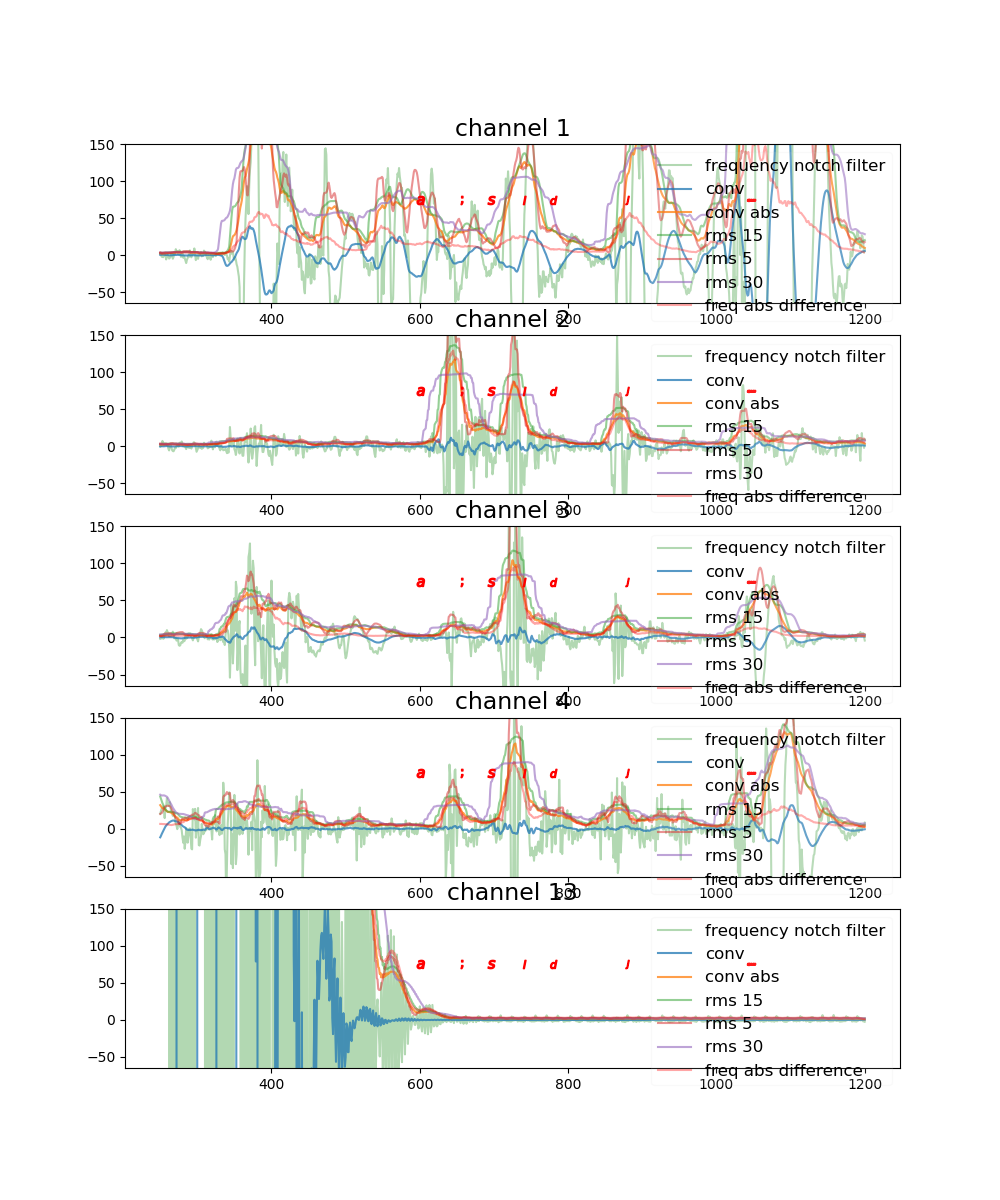 channel 1
150
100
50
0
−50
a ; s l d J _
frequency notch filter
conv
conv abs
rms 15
rms 5
rms 30
freq abs difference
400 600 800 1000 1200
channel 2
150
100
50
0
−50
a ; s l d J _
frequency notch filter
conv
conv abs
rms 15
rms 5
rms 30
freq abs difference
400 600 800 1000 1200
channel 3
150
100
50
0
−50
a ; s l d J _
frequency notch filter
conv
conv abs
rms 15
rms 5
rms 30
freq abs difference
400 600 800 1000 1200
channel 4
150
100
50
0
−50
a ; s l d J _
frequency notch filter
conv
conv abs
rms 15
rms 5
rms 30
freq abs difference
400 600 800 1000 1200
channel 13
150
100
50
0
−50
a ; s l d J _
frequency notch filter
conv
conv abs
rms 15
rms 5
rms 30
freq abs difference
400 600 800 1000 1200